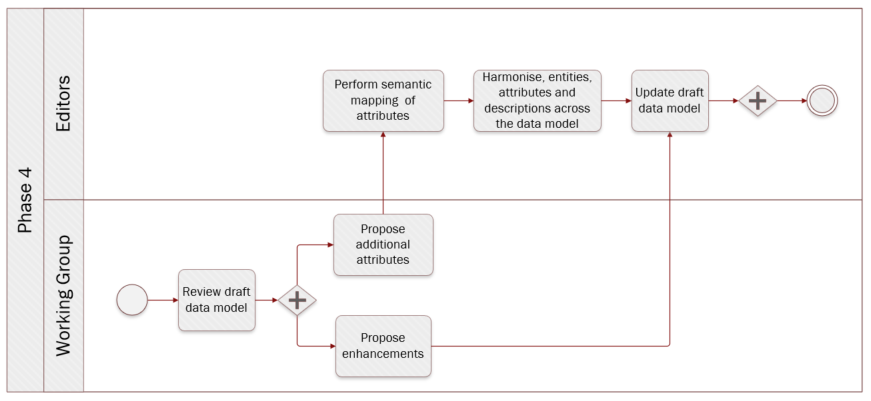 Phase 4
Editors
Perform semantic
mapping of
attributes
Harmonise, entities,
attributes and
descriptions across
the data model
Update draft
data model
Working Group
Review draft
data model
Propose
additional
attributes
Propose
enhancements